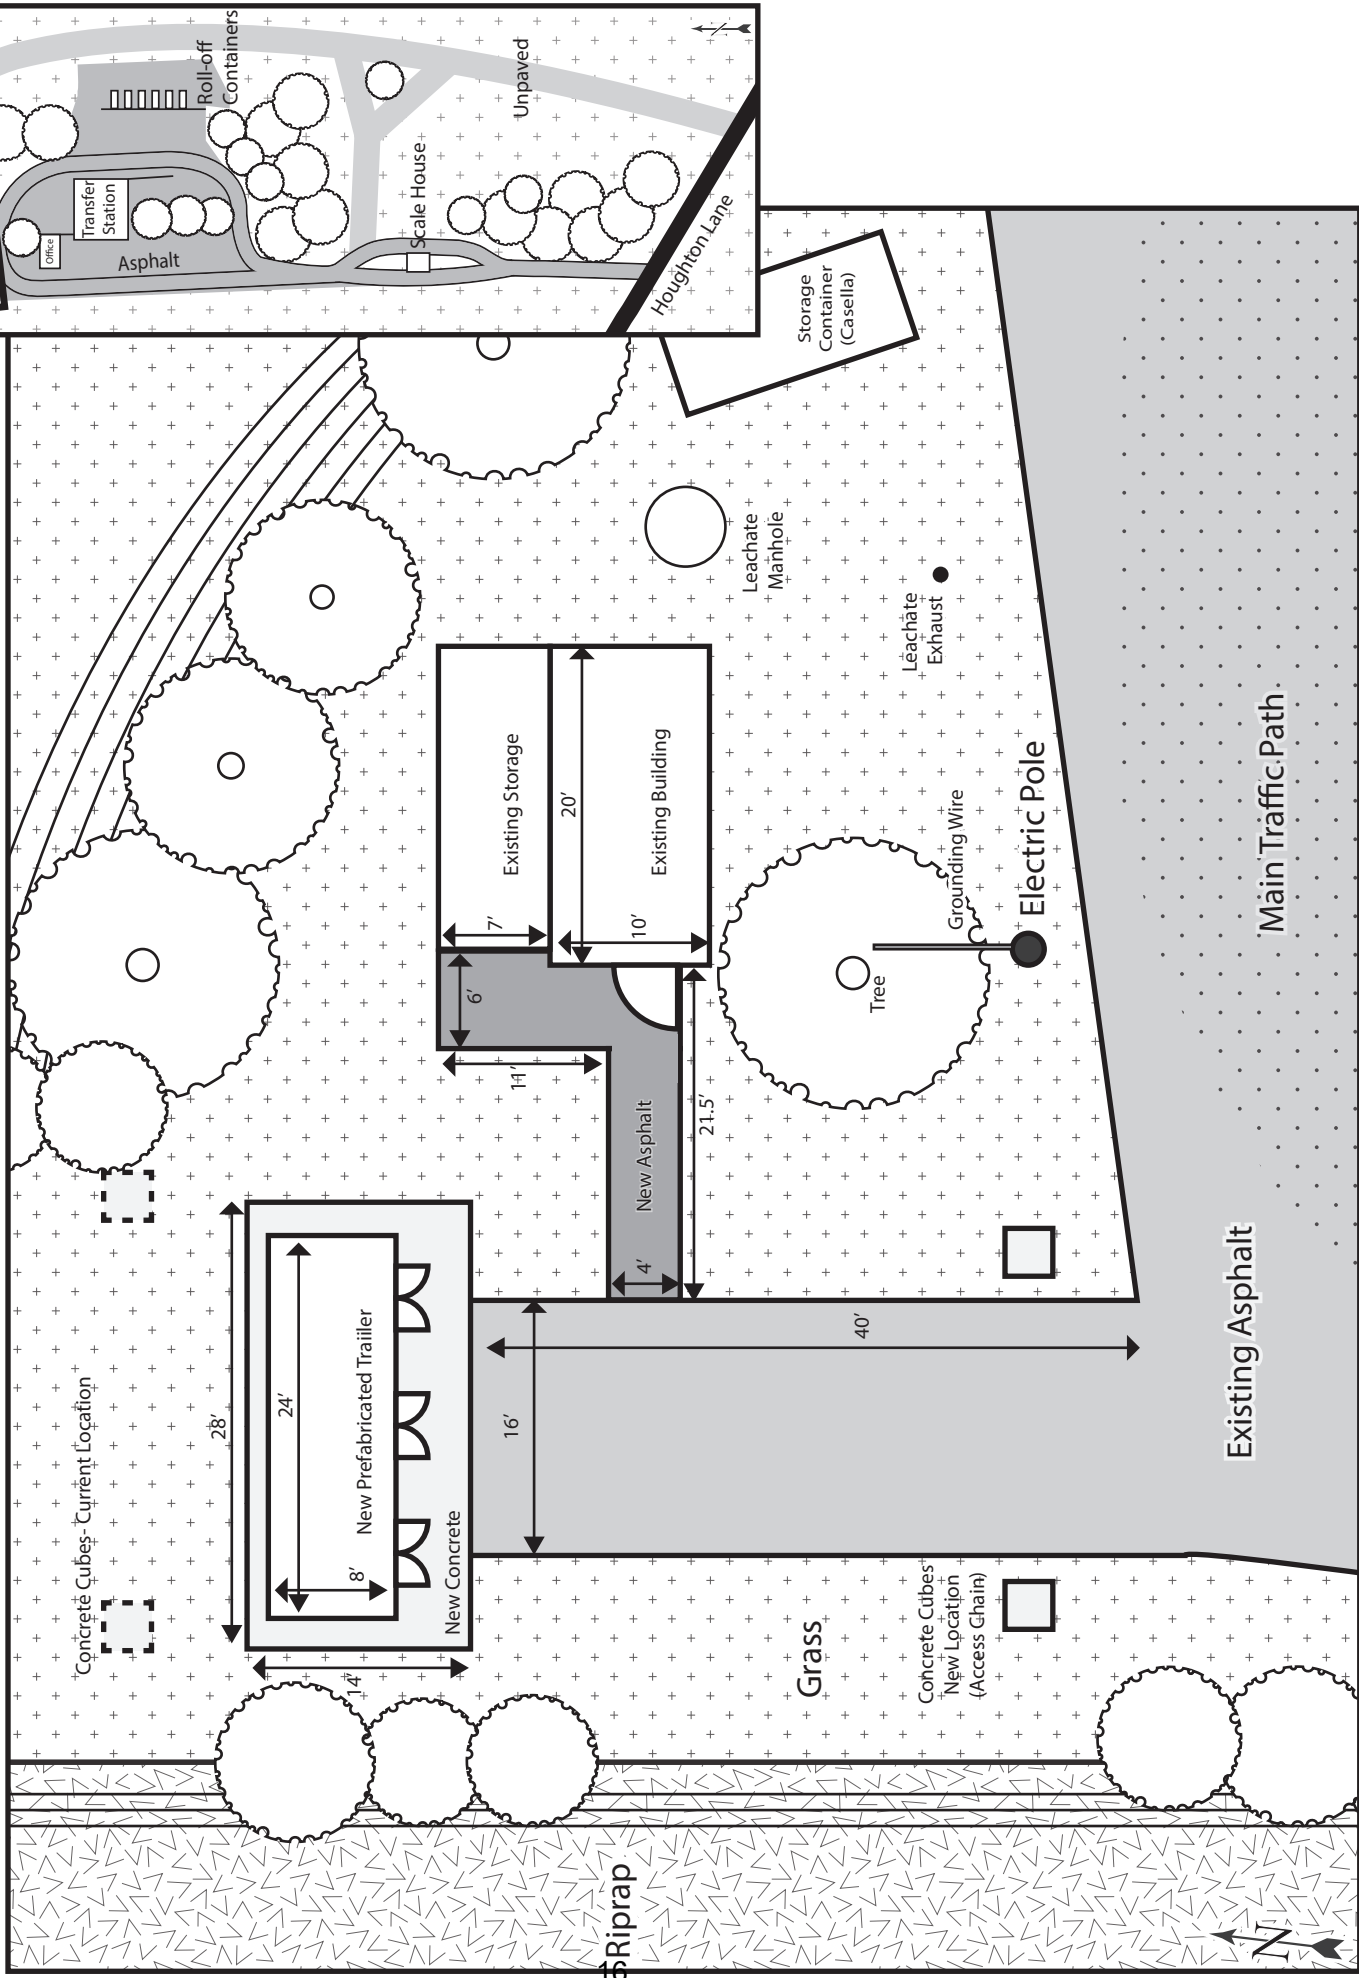 Roll-off
Containers
Unpaved
Transfer
Station
Office
Asphalt
Scale House
Houghton Lane
Storage
Container
(Casella)
Leachate
Manhole
Leachate
Exhaust
Existing Storage
20'
Existing Building
7'
10'
6'
11'
Grounding Wire
Electric Pole
Tree
Main Traffic Path
New Asphalt
21.5'
4'
Concrete Cubes- Current Location
28'
24'
New Prefabricated Trailler
8'
New Concrete
14'
16'
40'
Existing Asphalt
Grass
Concrete Cubes
New Location
(Access Chain)
Riprap
16
N